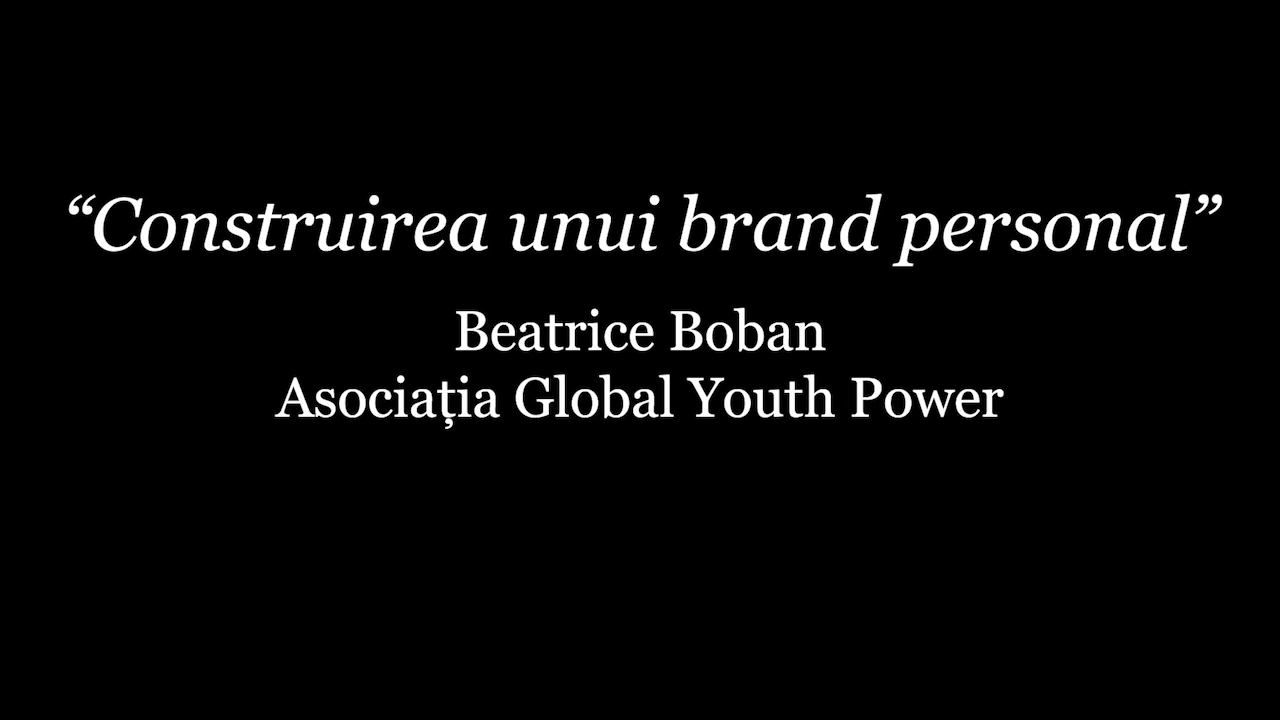 “Construirea unui brand personal”
Beatrice Boban
Asociația Global Youth Power